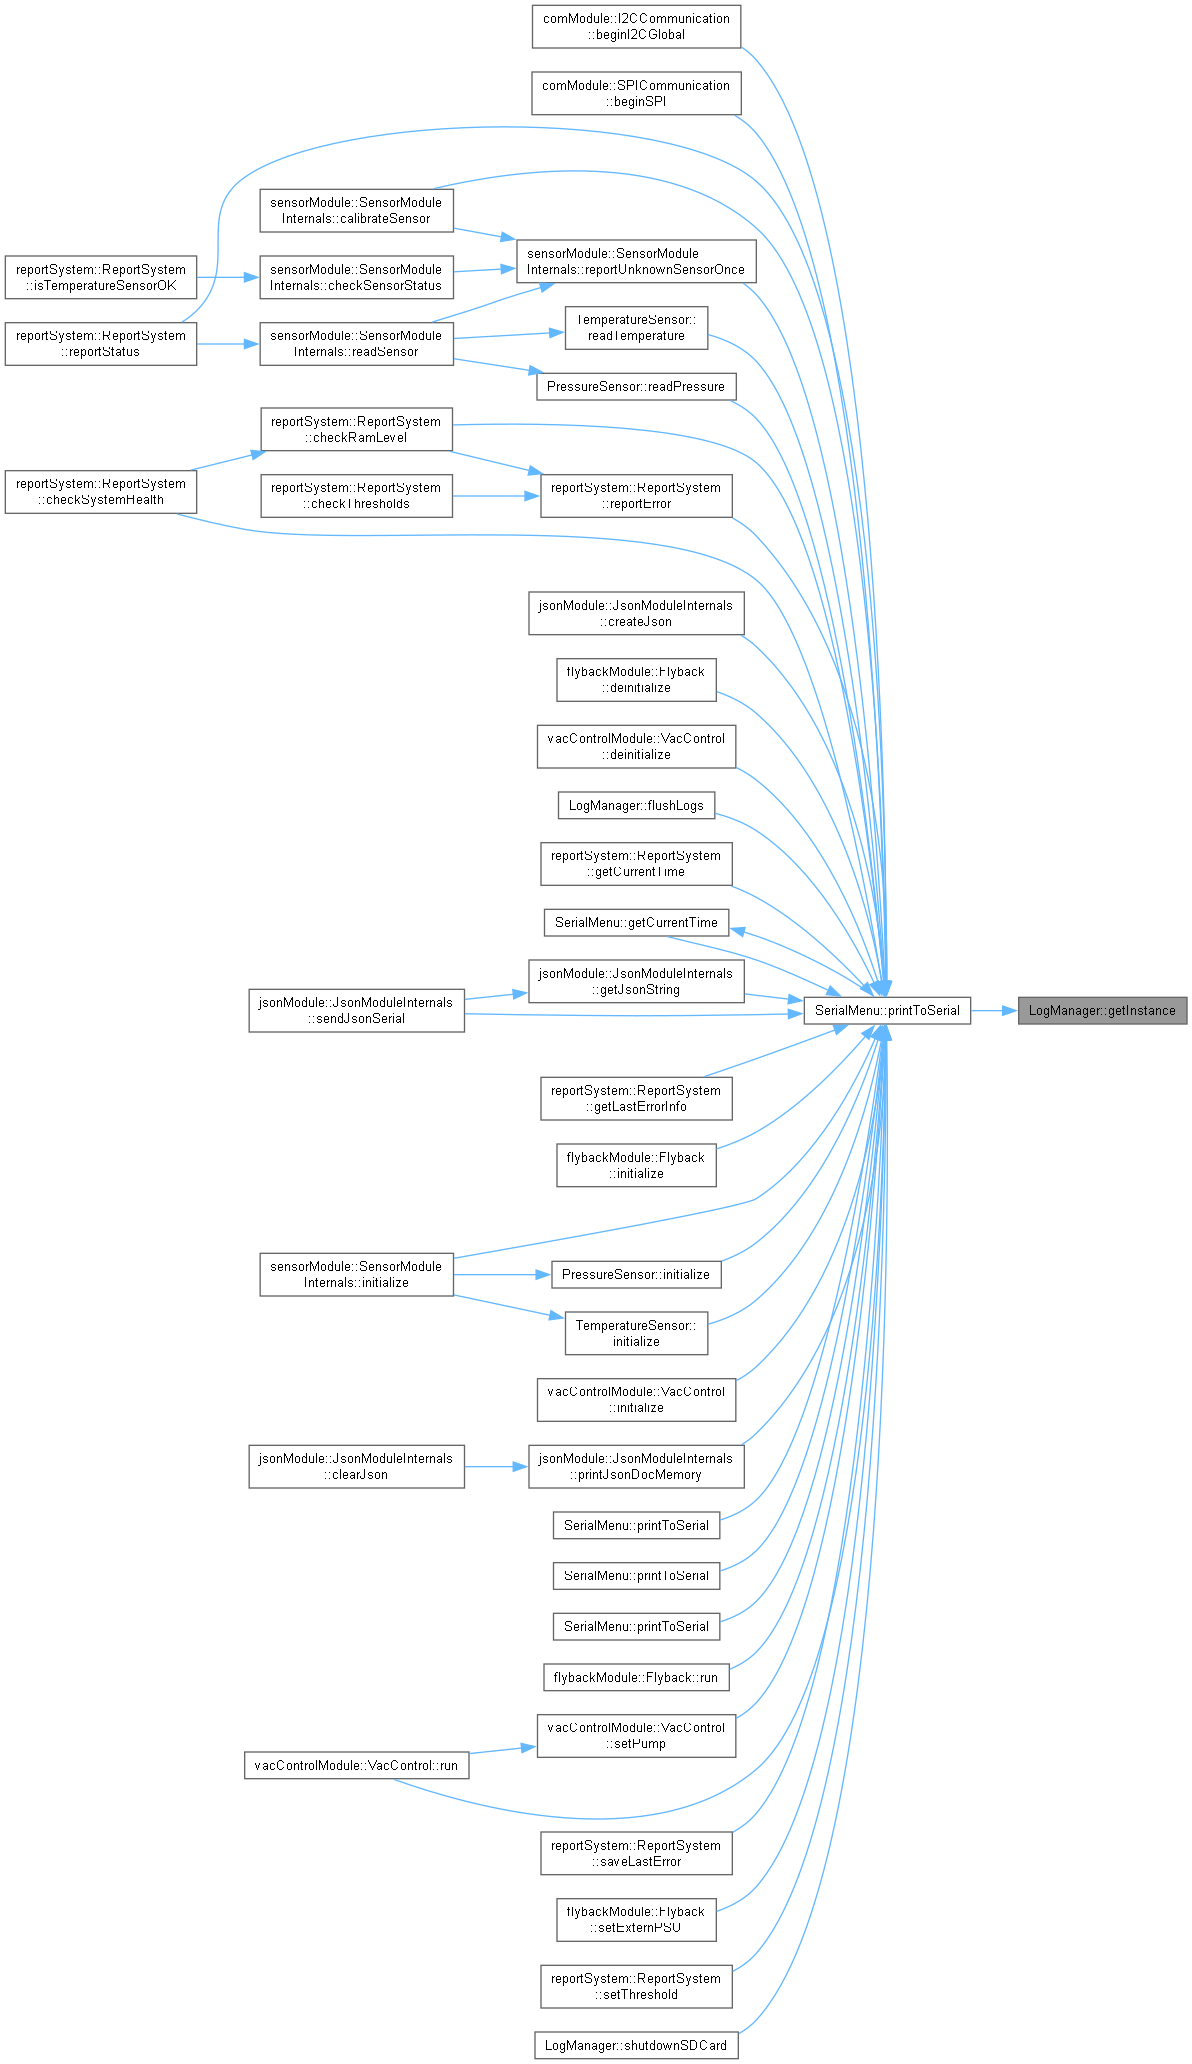 comModule::I2CCommunication
::beginI2CGlobal
comModule::SPICommunication
::beginSPI
sensorModule::SensorModule
Internals::calibrateSensor
sensorModule::SensorModule
Internals::reportUnknownSensorOnce
reportSystem::ReportSystem
::isTemperatureSensorOK
sensorModule::SensorModule
Internals::checkSensorStatus
TemperatureSensor::
readTemperature
reportSystem::ReportSystem
::reportStatus
sensorModule::SensorModule
Internals::readSensor
PressureSensor::readPressure
reportSystem::ReportSystem
::checkRamLevel
reportSystem::ReportSystem
::checkSystemHealth
reportSystem::ReportSystem
::checkThresholds
reportSystem::ReportSystem
::reportError
jsonModule::JsonModuleInternals
::createJson
flybackModule::Flyback
::deinitialize
vacControlModule::VacControl
::deinitialize
LogManager::flushLogs
reportSystem::ReportSystem
::getCurrentTime
SerialMenu::getCurrentTime
jsonModule::JsonModuleInternals
::getJsonString
jsonModule::JsonModuleInternals
::sendJsonSerial
SerialMenu::printToSerial
LogManager::getInstance
reportSystem::ReportSystem
::getLastErrorInfo
flybackModule::Flyback
::initialize
sensorModule::SensorModule
Internals::initialize
PressureSensor::initialize
TemperatureSensor::
initialize
vacControlModule::VacControl
::initialize
jsonModule::JsonModuleInternals
::clearJson
jsonModule::JsonModuleInternals
::printJsonDocMemory
SerialMenu::printToSerial
SerialMenu::printToSerial
SerialMenu::printToSerial
flybackModule::Flyback::run
vacControlModule::VacControl
::setPump
vacControlModule::VacControl::run
reportSystem::ReportSystem
::saveLastError
flybackModule::Flyback
::setExternPSU
reportSystem::ReportSystem
::setThreshold
LogManager::shutdownSDCard